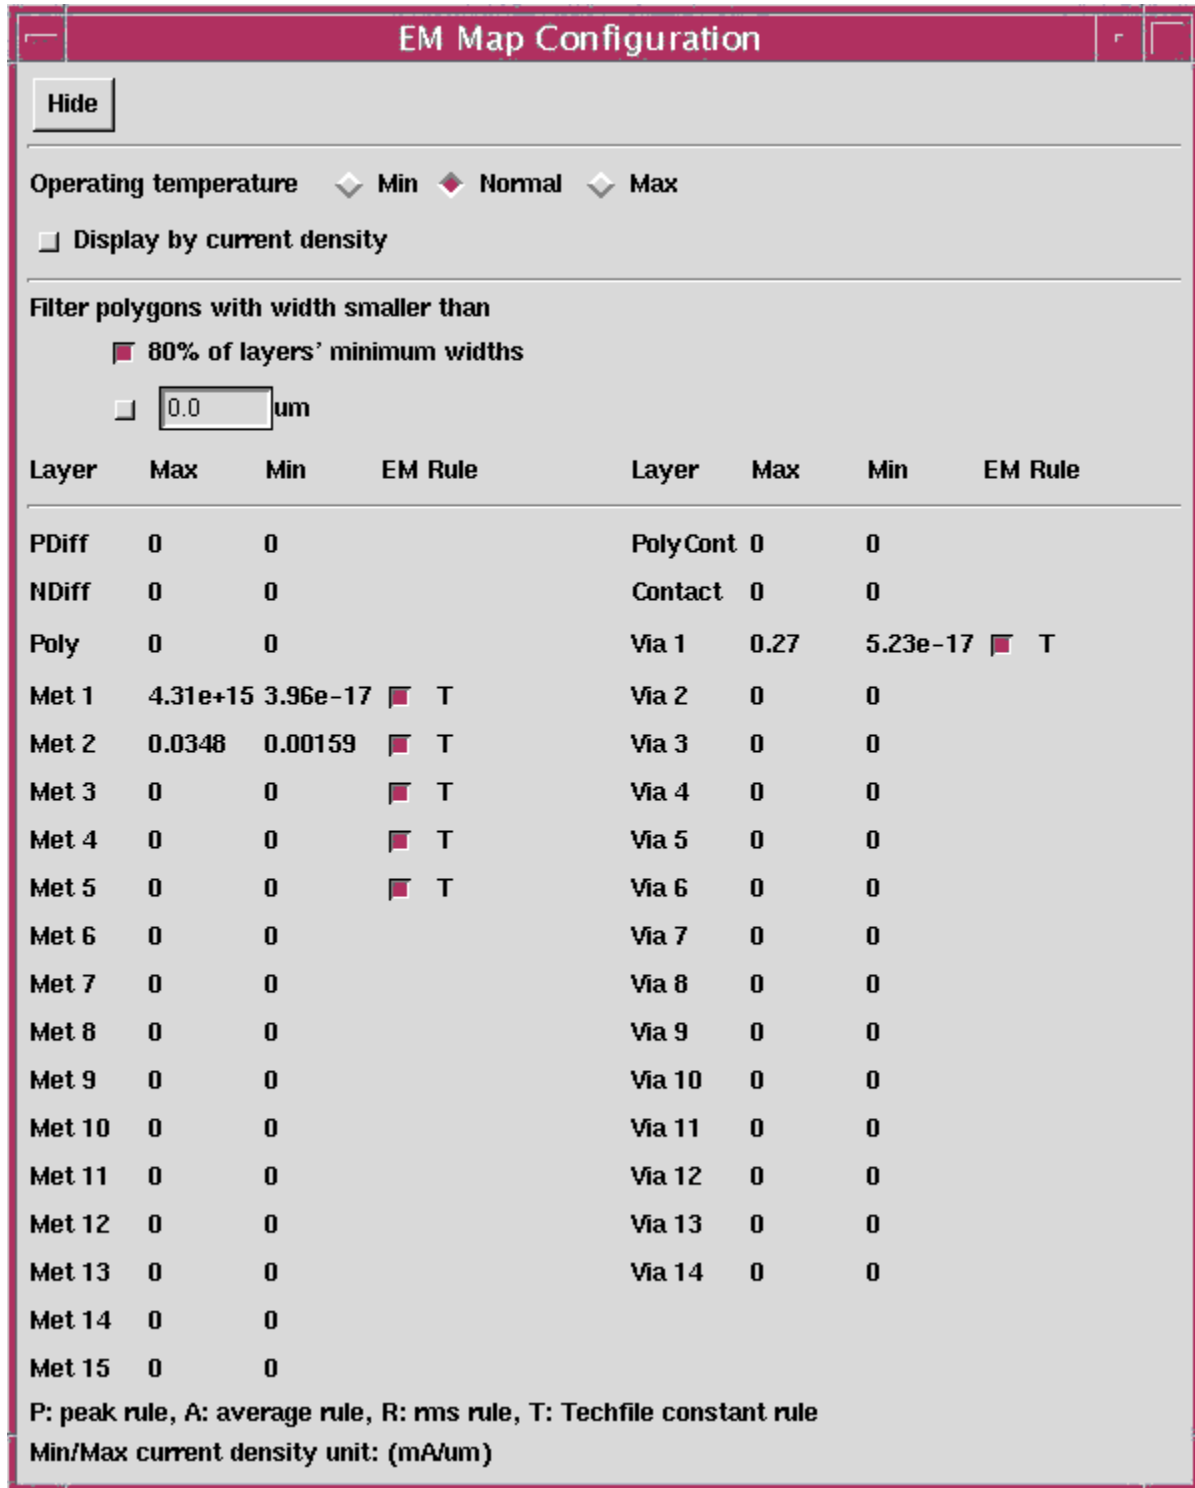 EM Map Configuration
Hide
Operating temperature Min Normal Max
Display by current density
Filter polygons with width smaller than
80% of layers' minimum widths
0.0 um
Layer Max Min EM Rule Layer Max Min EM Rule
PDiff 0 0 PolyCont 0 0
NDiff 0 0 Contact 0 0
Poly 0 0 Via 1 0.27 5.23e-17 T
Met 1 4.31e+15 3.96e-17 T Via 2 0 0
Met 2 0.0348 0.00159 T Via 3 0 0
Met 3 0 0 T Via 4 0 0
Met 4 0 0 T Via 5 0 0
Met 5 0 0 T Via 6 0 0
Met 6 0 0 Via 7 0 0
Met 7 0 0 Via 8 0 0
Met 8 0 0 Via 9 0 0
Met 9 0 0 Via 10 0 0
Met 10 0 0 Via 11 0 0
Met 11 0 0 Via 12 0 0
Met 12 0 0 Via 13 0 0
Met 13 0 0 Via 14 0 0
Met 14 0 0
Met 15 0 0
P: peak rule, A: average rule, R: rms rule, T: Techfile constant rule
Min/Max current density unit: (mA/um)